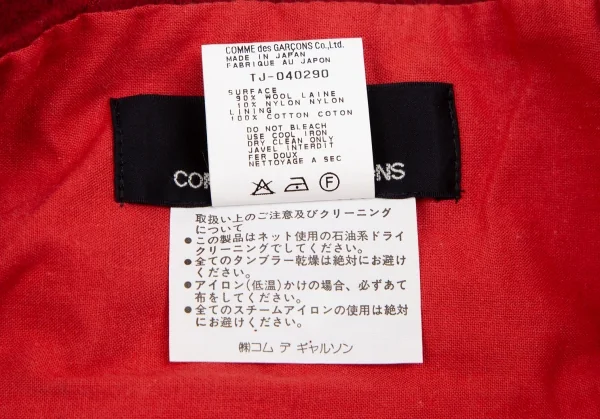 COMME des GARÇONS Co.,Ltd.
MADE IN JAPAN
FABRIQUE AU JAPON
TJ-040290
SURFACE
90% WOOL LAINE
10% NYLON NYLON
LINING
100% COTTON COTON
DO NOT BLEACH
USE COOL IRON
DRY CLEAN ONLY
JAVEL INTERDIT
FER DOUX
NETTOYAGE A SEC
F
取扱い上のご注意及びクリーニング
について
●この製品はネット使用の石油系ドライ
クリーニングでしてください。
●全てのタンブラー乾燥は絶対にお避け
ください。
●アイロン(低温)かけの場合、必ずあて
布をしてください。
●全てのスチームアイロンの使用は絶対
にお避けください。
㈱コム デ ギャルソン